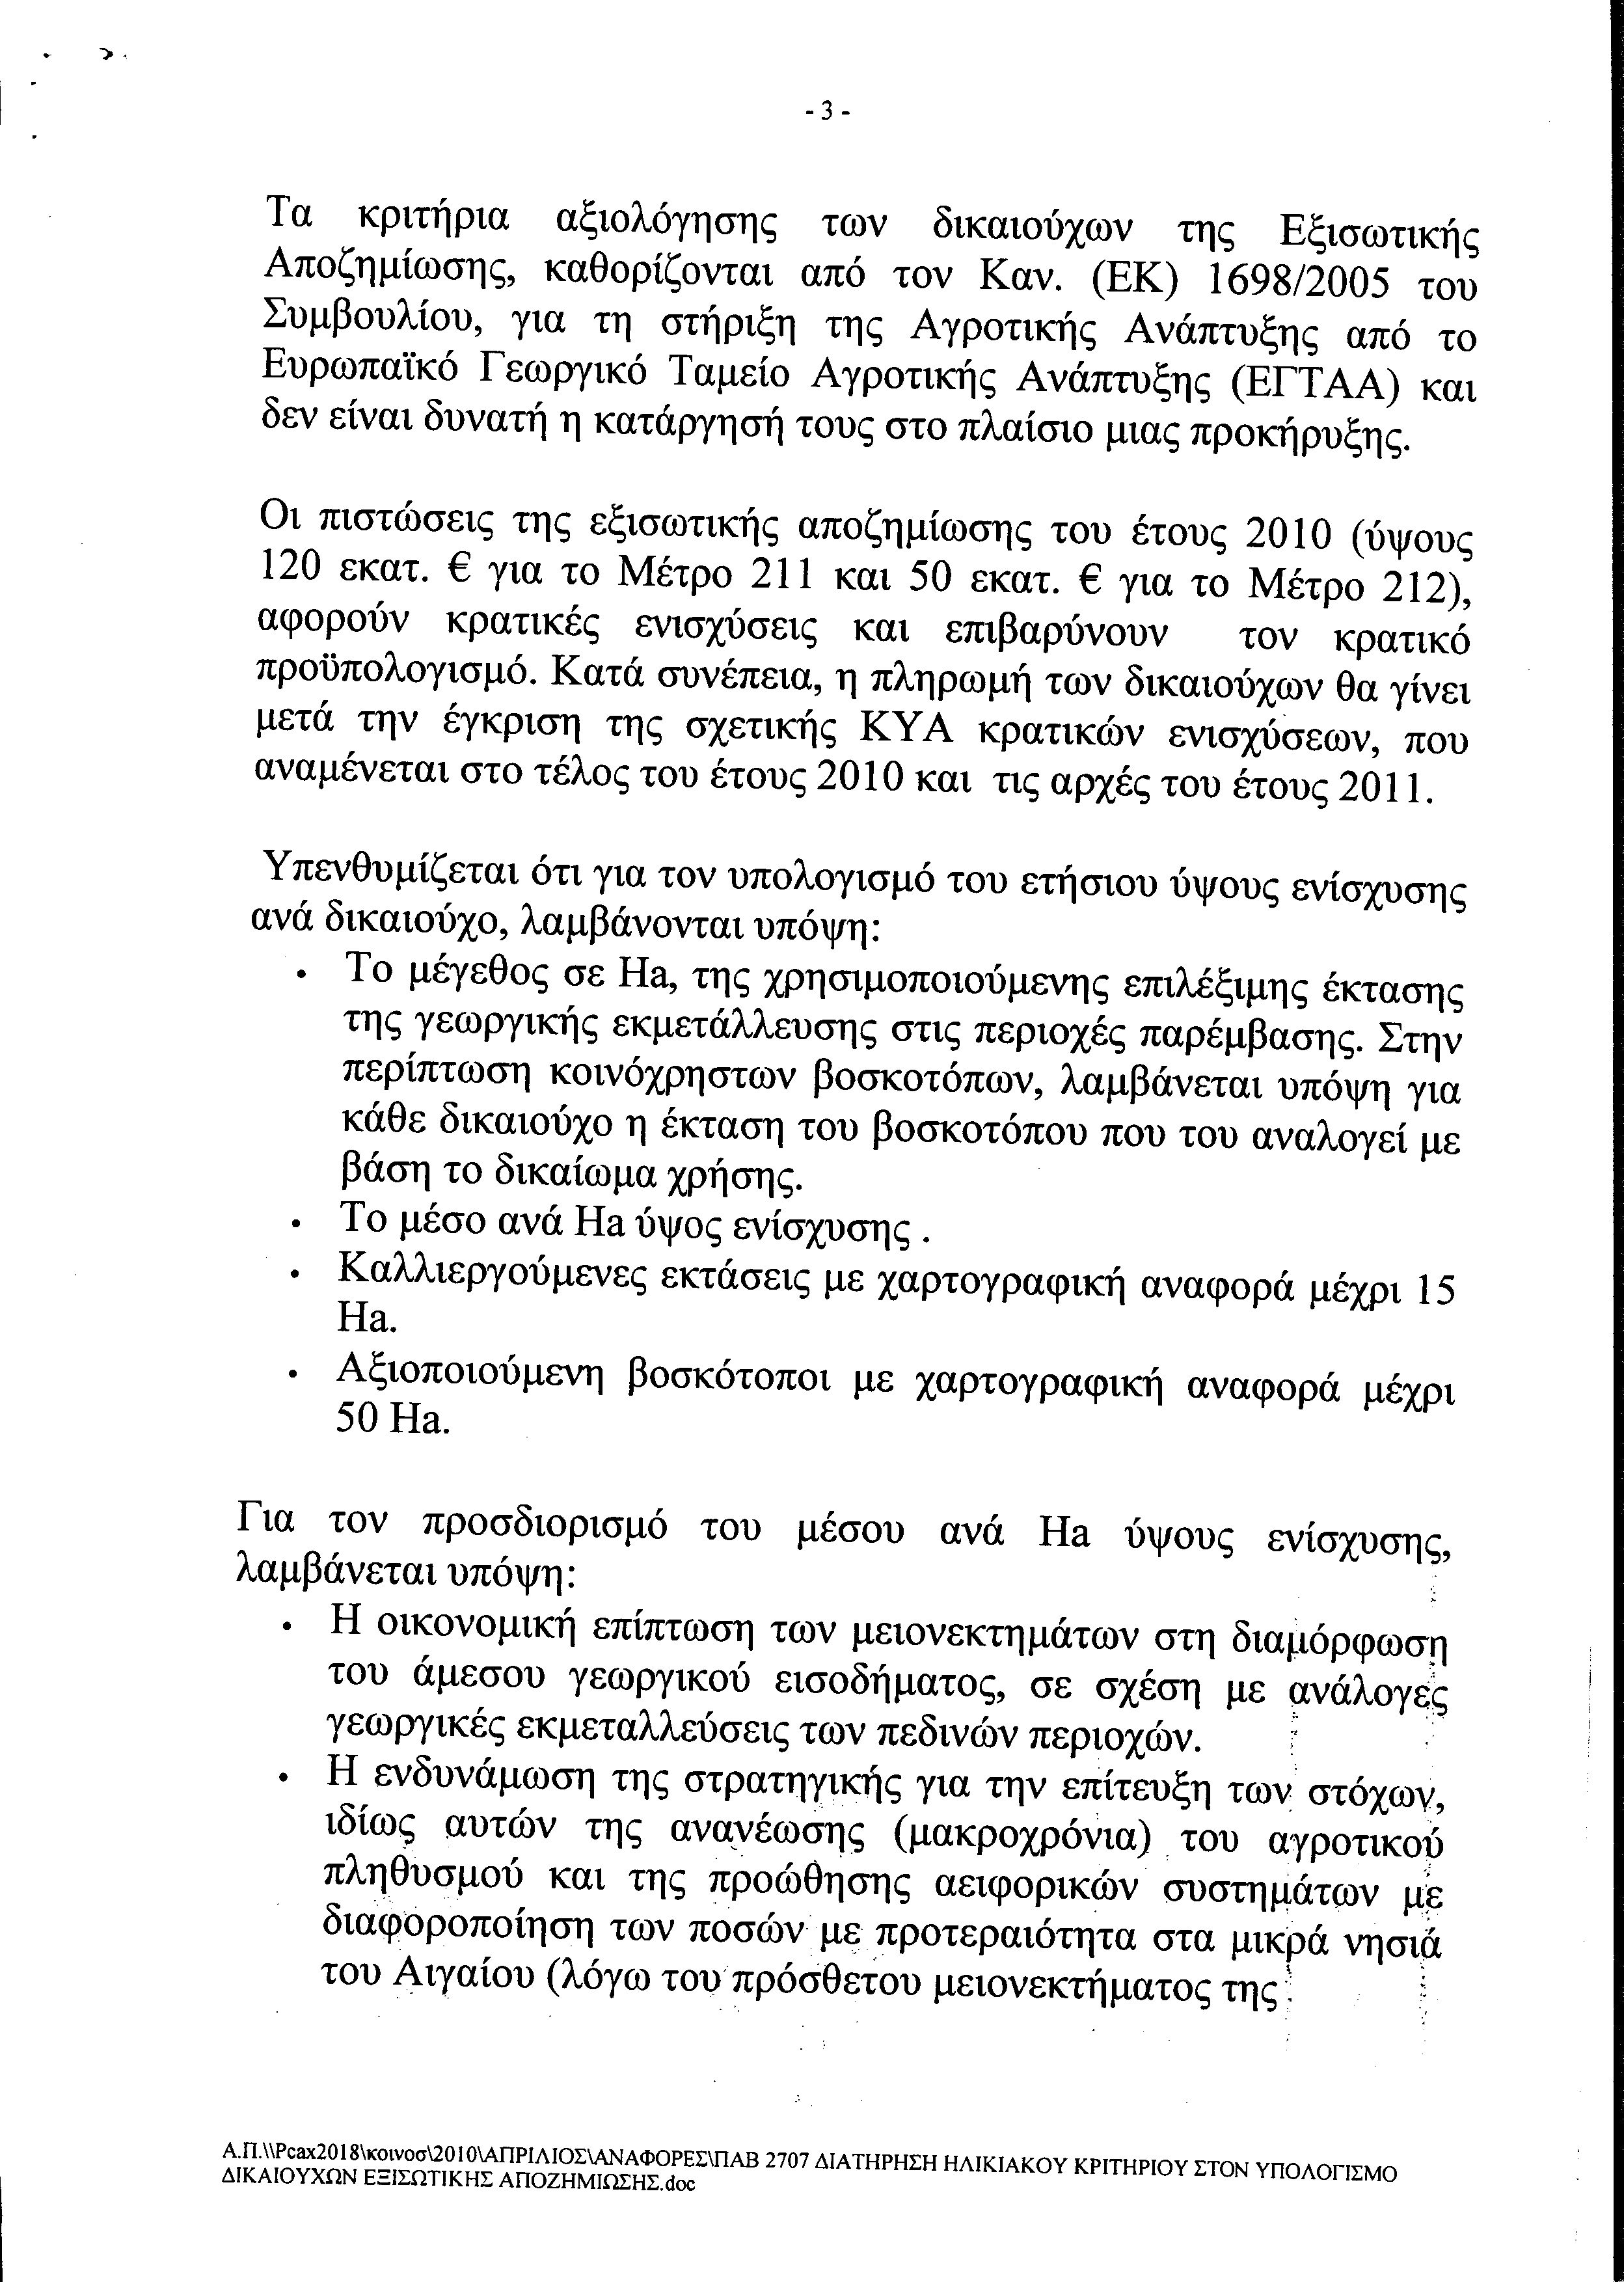 - 3 -
Τα κριτήρια αξιολόγησης των δικαιούχων της Εξισωτικής
Αποζημίωσης, καθορίζονται από τον Καν. (ΕΚ) 1698/2005 του
Συμβουλίου, για τη στήριξη της Αγροτικής Ανάπτυξης από το
Ευρωπαϊκό Γεωργικό Ταμείο Αγροτικής Ανάπτυξης (ΕΓΤΑΑ) και
δεν είναι δυνατή η κατάργησή τους στο πλαίσιο μιας προκήρυξης.
Οι πιστώσεις της εξισωτικής αποζημίωσης του έτους 2010 (ύψους
120 εκατ. € για το Μέτρο 211 και 50 εκατ. € για το Μέτρο 212),
αφορούν κρατικές ενισχύσεις και επιβαρύνουν τον κρατικό
προϋπολογισμό. Κατά συνέπεια, η πληρωμή των δικαιούχων θα γίνει
μετά την έγκριση της σχετικής ΚΥΑ κρατικών ενισχύσεων, που
αναμένεται στο τέλος του έτους 2010 και τις αρχές του έτους 2011.
Υπενθυμίζεται ότι για τον υπολογισμό του ετήσιου ύψους ενίσχυσης
ανά δικαιούχο, λαμβάνονται υπόψη:
• Το μέγεθος σε Ha, της χρησιμοποιούμενης επιλέξιμης έκτασης
της γεωργικής εκμετάλλευσης στις περιοχές παρέμβασης. Στην
περίπτωση κοινόχρηστων βοσκοτόπων, λαμβάνεται υπόψη για
κάθε δικαιούχο η έκταση του βοσκοτόπου που του αναλογεί με
βάση το δικαίωμα χρήσης.
• Το μέσο ανά Ha ύψος ενίσχυσης .
• Καλλιεργούμενες εκτάσεις με χαρτογραφική αναφορά μέχρι 15
Ha.
• Αξιοποιούμενη βοσκότοποι με χαρτογραφική αναφορά μέχρι
50 Ha.
Για τον προσδιορισμό του μέσου ανά Ha ύψους ενίσχυσης,
λαμβάνεται υπόψη:
• Η οικονομική επίπτωση των μειονεκτημάτων στη διαμόρφωση
του άμεσου γεωργικού εισοδήματος, σε σχέση με ανάλογες
γεωργικές εκμεταλλεύσεις των πεδινών περιοχών.
• Η ενδυνάμωση της στρατηγικής για την επίτευξη των στόχων,
ιδίως αυτών της ανανέωσης (μακροχρόνια) του αγροτικού
πληθυσμού και της προώθησης αειφορικών συστημάτων με
διαφοροποίηση των ποσών με προτεραιότητα στα μικρά νησιά
του Αιγαίου (λόγω του πρόσθετου μειονεκτήματος της
Α.Π.\\Pcax2018\κοινοσ\2010\ΑΠΡΙΛΙΟΣ\ΑΝΑΦΟΡΕΣ\ΠΑΒ 2707 ΔΙΑΤΗΡΗΣΗ ΗΛΙΚΙΑΚΟΥ ΚΡΙΤΗΡΙΟΥ ΣΤΟΝ ΥΠΟΛΟΓΙΣΜΟ
ΔΙΚΑΙΟΥΧΩΝ ΕΞΙΣΩΤΙΚΗΣ ΑΠΟΖΗΜΙΩΣΗΣ.doc